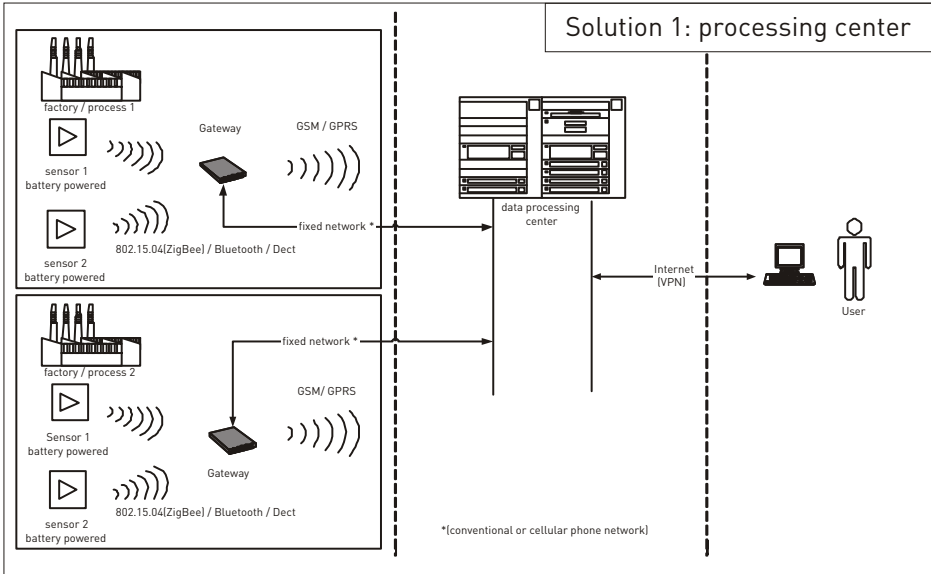 Solution 1: processing center
factory / process 1
sensor 1
battery powered
sensor 2
battery powered
Gateway
GSM / GPRS
fixed network *
802.15.04(ZigBee) / Bluetooth / Dect
factory / process 2
Sensor 1
battery powered
sensor 2
battery powered
fixed network *
GSM/ GPRS
Gateway
802.15.04(ZigBee) / Bluetooth / Dect
data processing
center
Internet
(VPN)
User
*(conventional or cellular phone network)